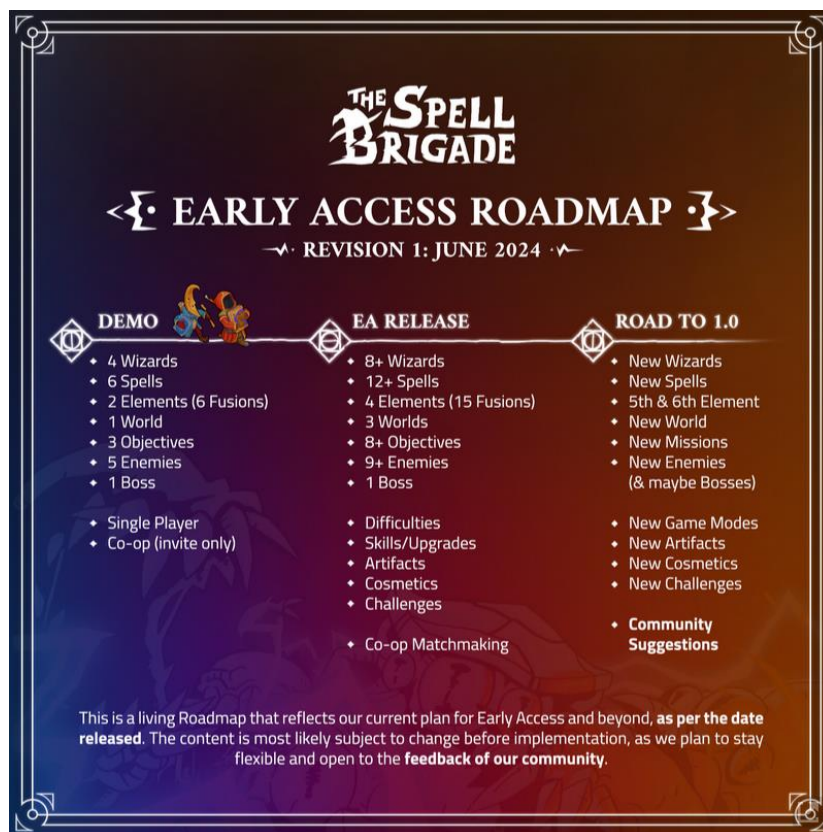 THE SPELL
BRIGADE
EARLY ACCESS ROADMAP
REVISION 1: JUNE 2024
DEMO
4 Wizards
6 Spells
2 Elements (6 Fusions)
1 World
3 Objectives
5 Enemies
1 Boss
Single Player
Co-op (invite only)
EA RELEASE
8+ Wizards
12+ Spells
4 Elements (15 Fusions)
3 Worlds
8+ Objectives
9+ Enemies
1 Boss
Difficulties
Skills/Upgrades
Artifacts
Cosmetics
Challenges
Co-op Matchmaking
ROAD TO 1.0
New Wizards
New Spells
5th & 6th Element
New World
New Missions
New Enemies
(& maybe Bosses)
New Game Modes
New Artifacts
New Cosmetics
New Challenges
Community
Suggestions
This is a living Roadmap that reflects our current plan for Early Access and beyond, as per the date
released. The content is most likely subject to change before implementation, as we plan to stay
flexible and open to the feedback of our community.